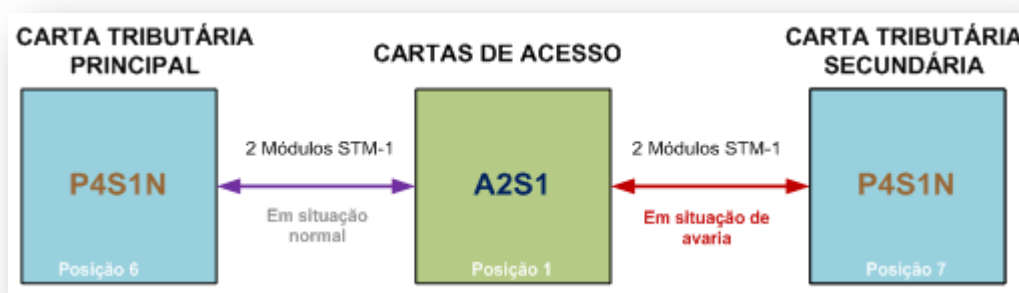 CARTA TRIBUTÁRIA
PRINCIPAL
CARTAS DE ACESSO
CARTA TRIBUTÁRIA
SECUNDÁRIA
P4S1N
Posição 6
2 Módulos STM-1
Em situação
normal
A2S1
Posição 1
2 Módulos STM-1
Em situação de
avaria
P4S1N
Posição 7